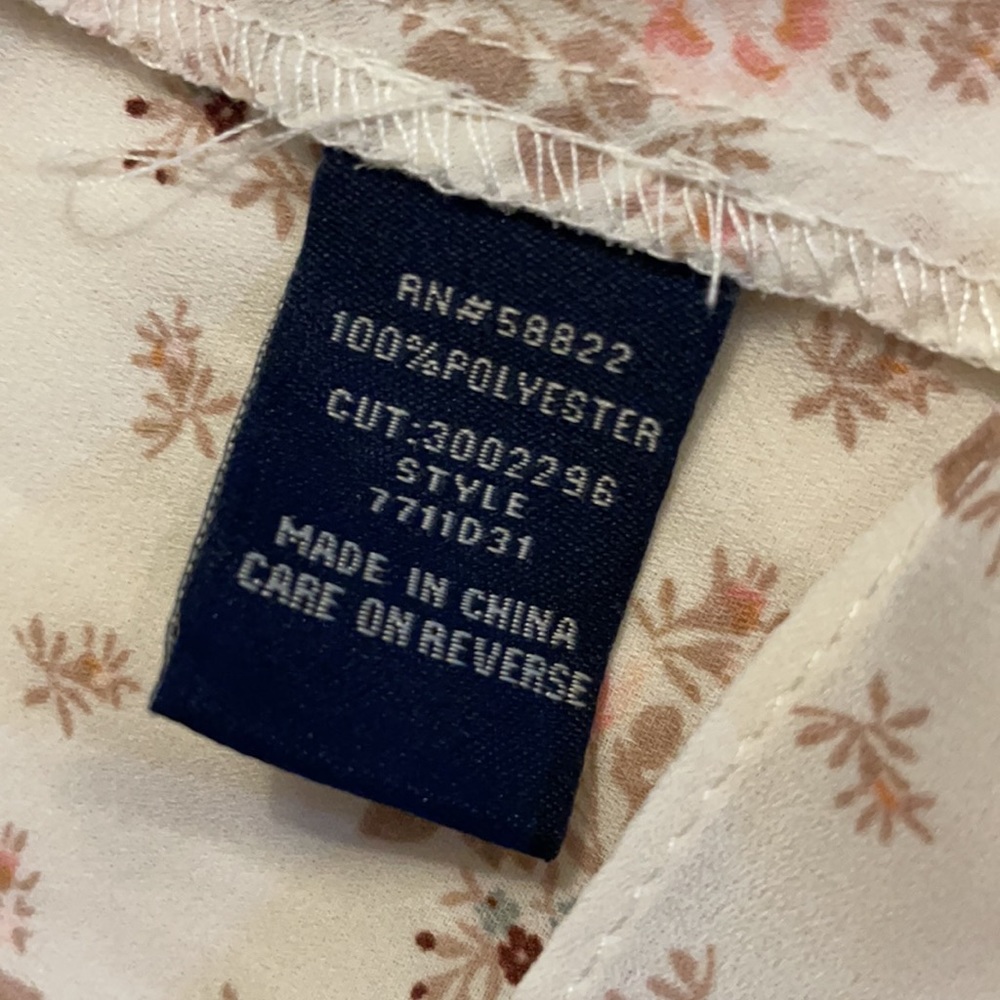 RN#58822
100%POLYESTER
CUT:3002296
STYLE
7711D31
MADE IN CHINA
CARE ON REVERSE